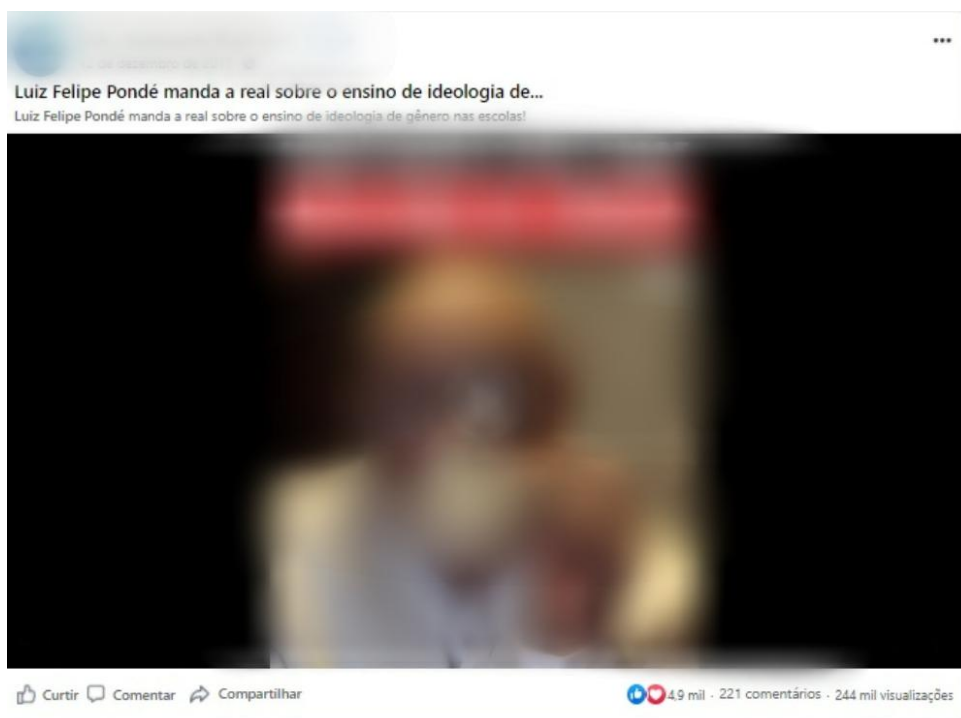 Luiz Felipe Pondé manda a real sobre o ensino de ideologia de...
Luiz Felipe Pondé manda a real sobre o ensino de ideologia de gênero nas escolas!
Curtir Comentar Compartilhar 4,9 mil · 221 comentários · 244 mil visualizações